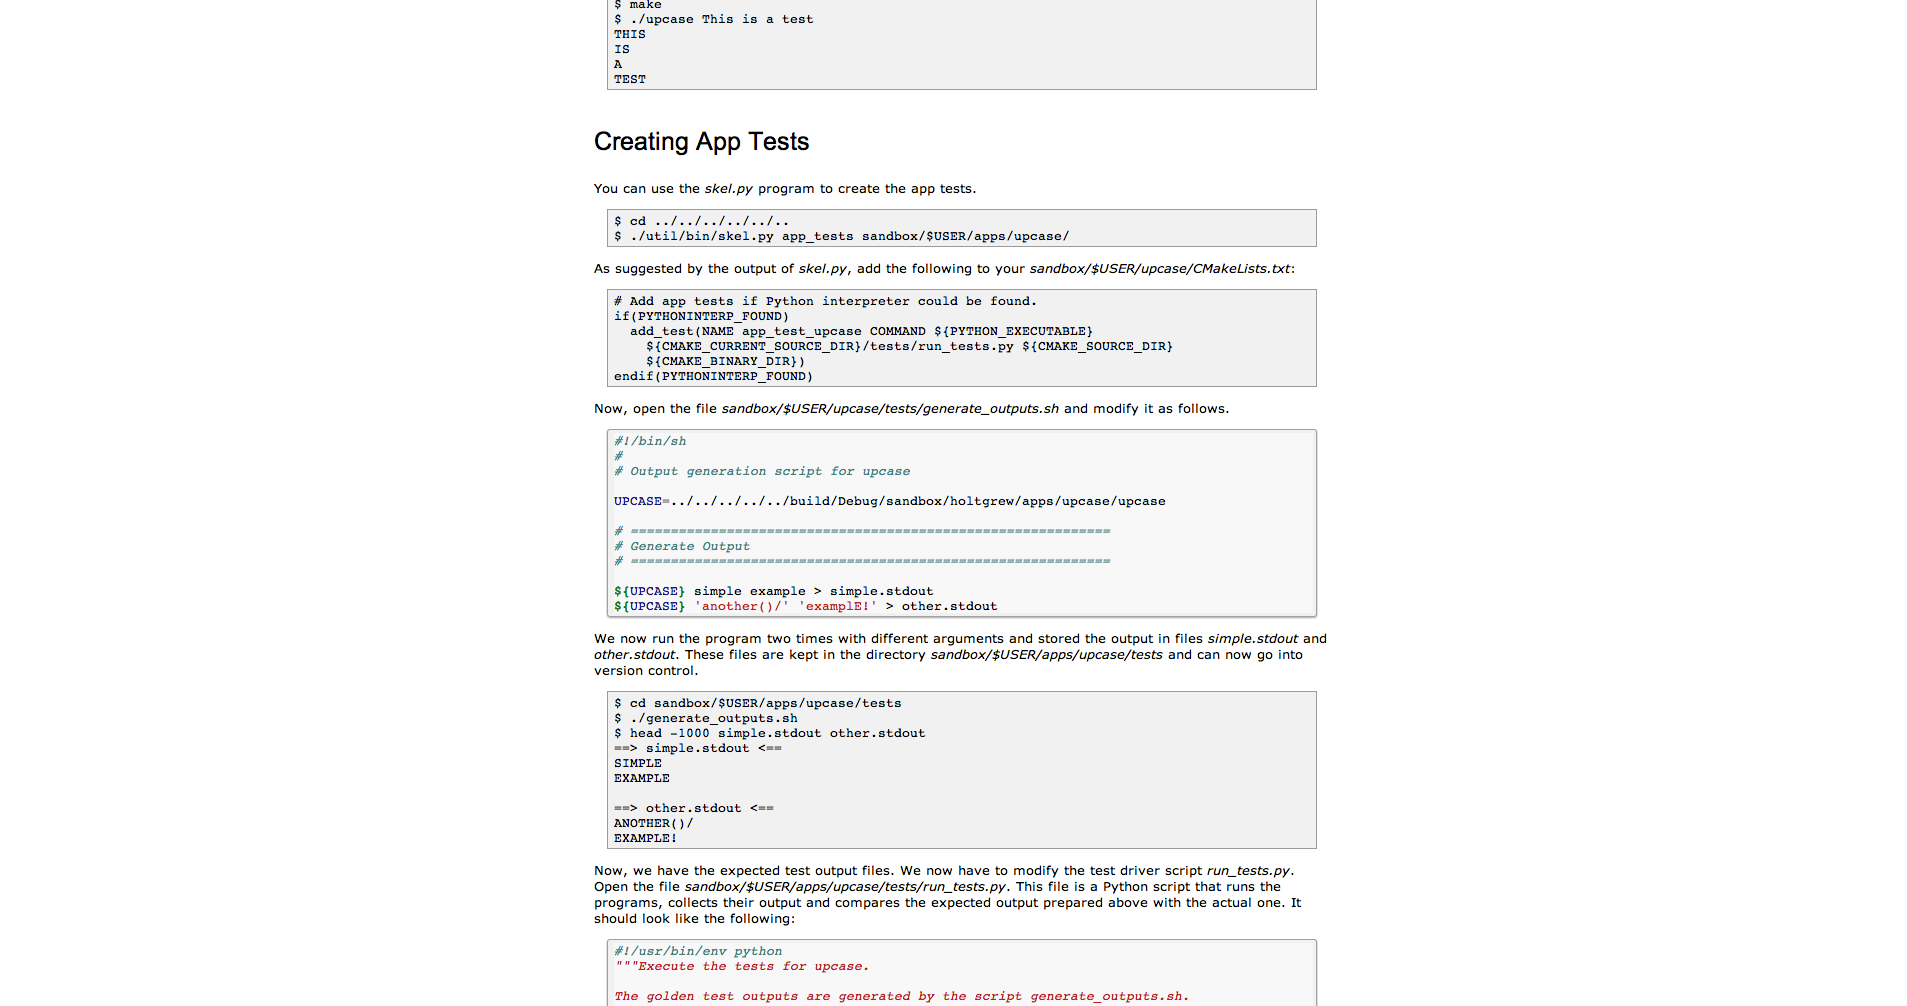 $ make
$ ./upcase This is a test
THIS
IS
A
TEST
Creating App Tests
You can use the skel.py program to create the app tests.
$ cd ../../../../../..
$ ./util/bin/skel.py app_tests sandbox/$USER/apps/upcase/
As suggested by the output of skel.py, add the following to your sandbox/$USER/upcase/CMakeLists.txt:
# Add app tests if Python interpreter could be found.
if(PYTHONINTERP_FOUND)
  add_test(NAME app_test_upcase COMMAND ${PYTHON_EXECUTABLE}
    ${CMAKE_CURRENT_SOURCE_DIR}/tests/run_tests.py ${CMAKE_SOURCE_DIR}
    ${CMAKE_BINARY_DIR})
endif(PYTHONINTERP_FOUND)
Now, open the file sandbox/$USER/upcase/tests/generate_outputs.sh and modify it as follows.
#!/bin/sh
#
# Output generation script for upcase
UPCASE=../../../../../build/Debug/sandbox/holtgrew/apps/upcase/upcase
# ============================================================
# Generate Output
# ============================================================
${UPCASE} simple example > simple.stdout
${UPCASE} 'another()/' 'examplE!' > other.stdout
We now run the program two times with different arguments and stored the output in files simple.stdout and
other.stdout. These files are kept in the directory sandbox/$USER/apps/upcase/tests and can now go into
version control.
$ cd sandbox/$USER/apps/upcase/tests
$ ./generate_outputs.sh
$ head -1000 simple.stdout other.stdout
==> simple.stdout <==
SIMPLE
EXAMPLE
==> other.stdout <==
ANOTHER()/
EXAMPLE!
Now, we have the expected test output files. We now have to modify the test driver script run_tests.py.
Open the file sandbox/$USER/apps/upcase/tests/run_tests.py. This file is a Python script that runs the
programs, collects their output and compares the expected output prepared above with the actual one. It
should look like the following:
#!/usr/bin/env python
"""Execute the tests for upcase.
The golden test outputs are generated by the script generate_outputs.sh.